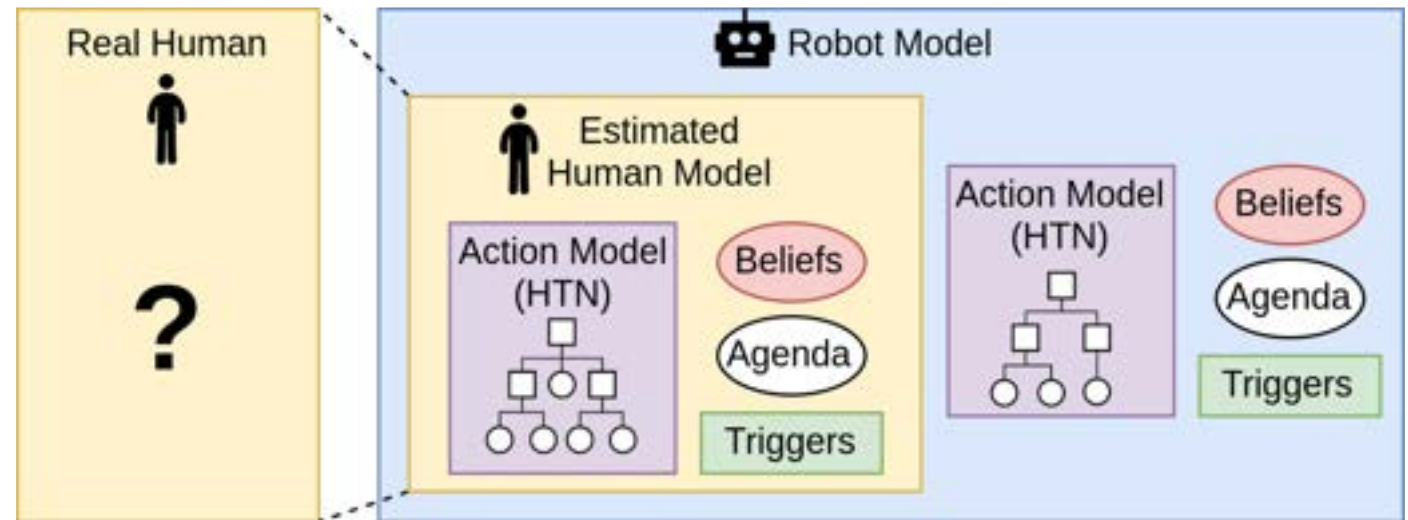 Real Human
?
Robot Model
Estimated
Human Model
Action Model
(HTN)
Beliefs
Agenda
Triggers
Action Model
(HTN)
Beliefs
Agenda
Triggers